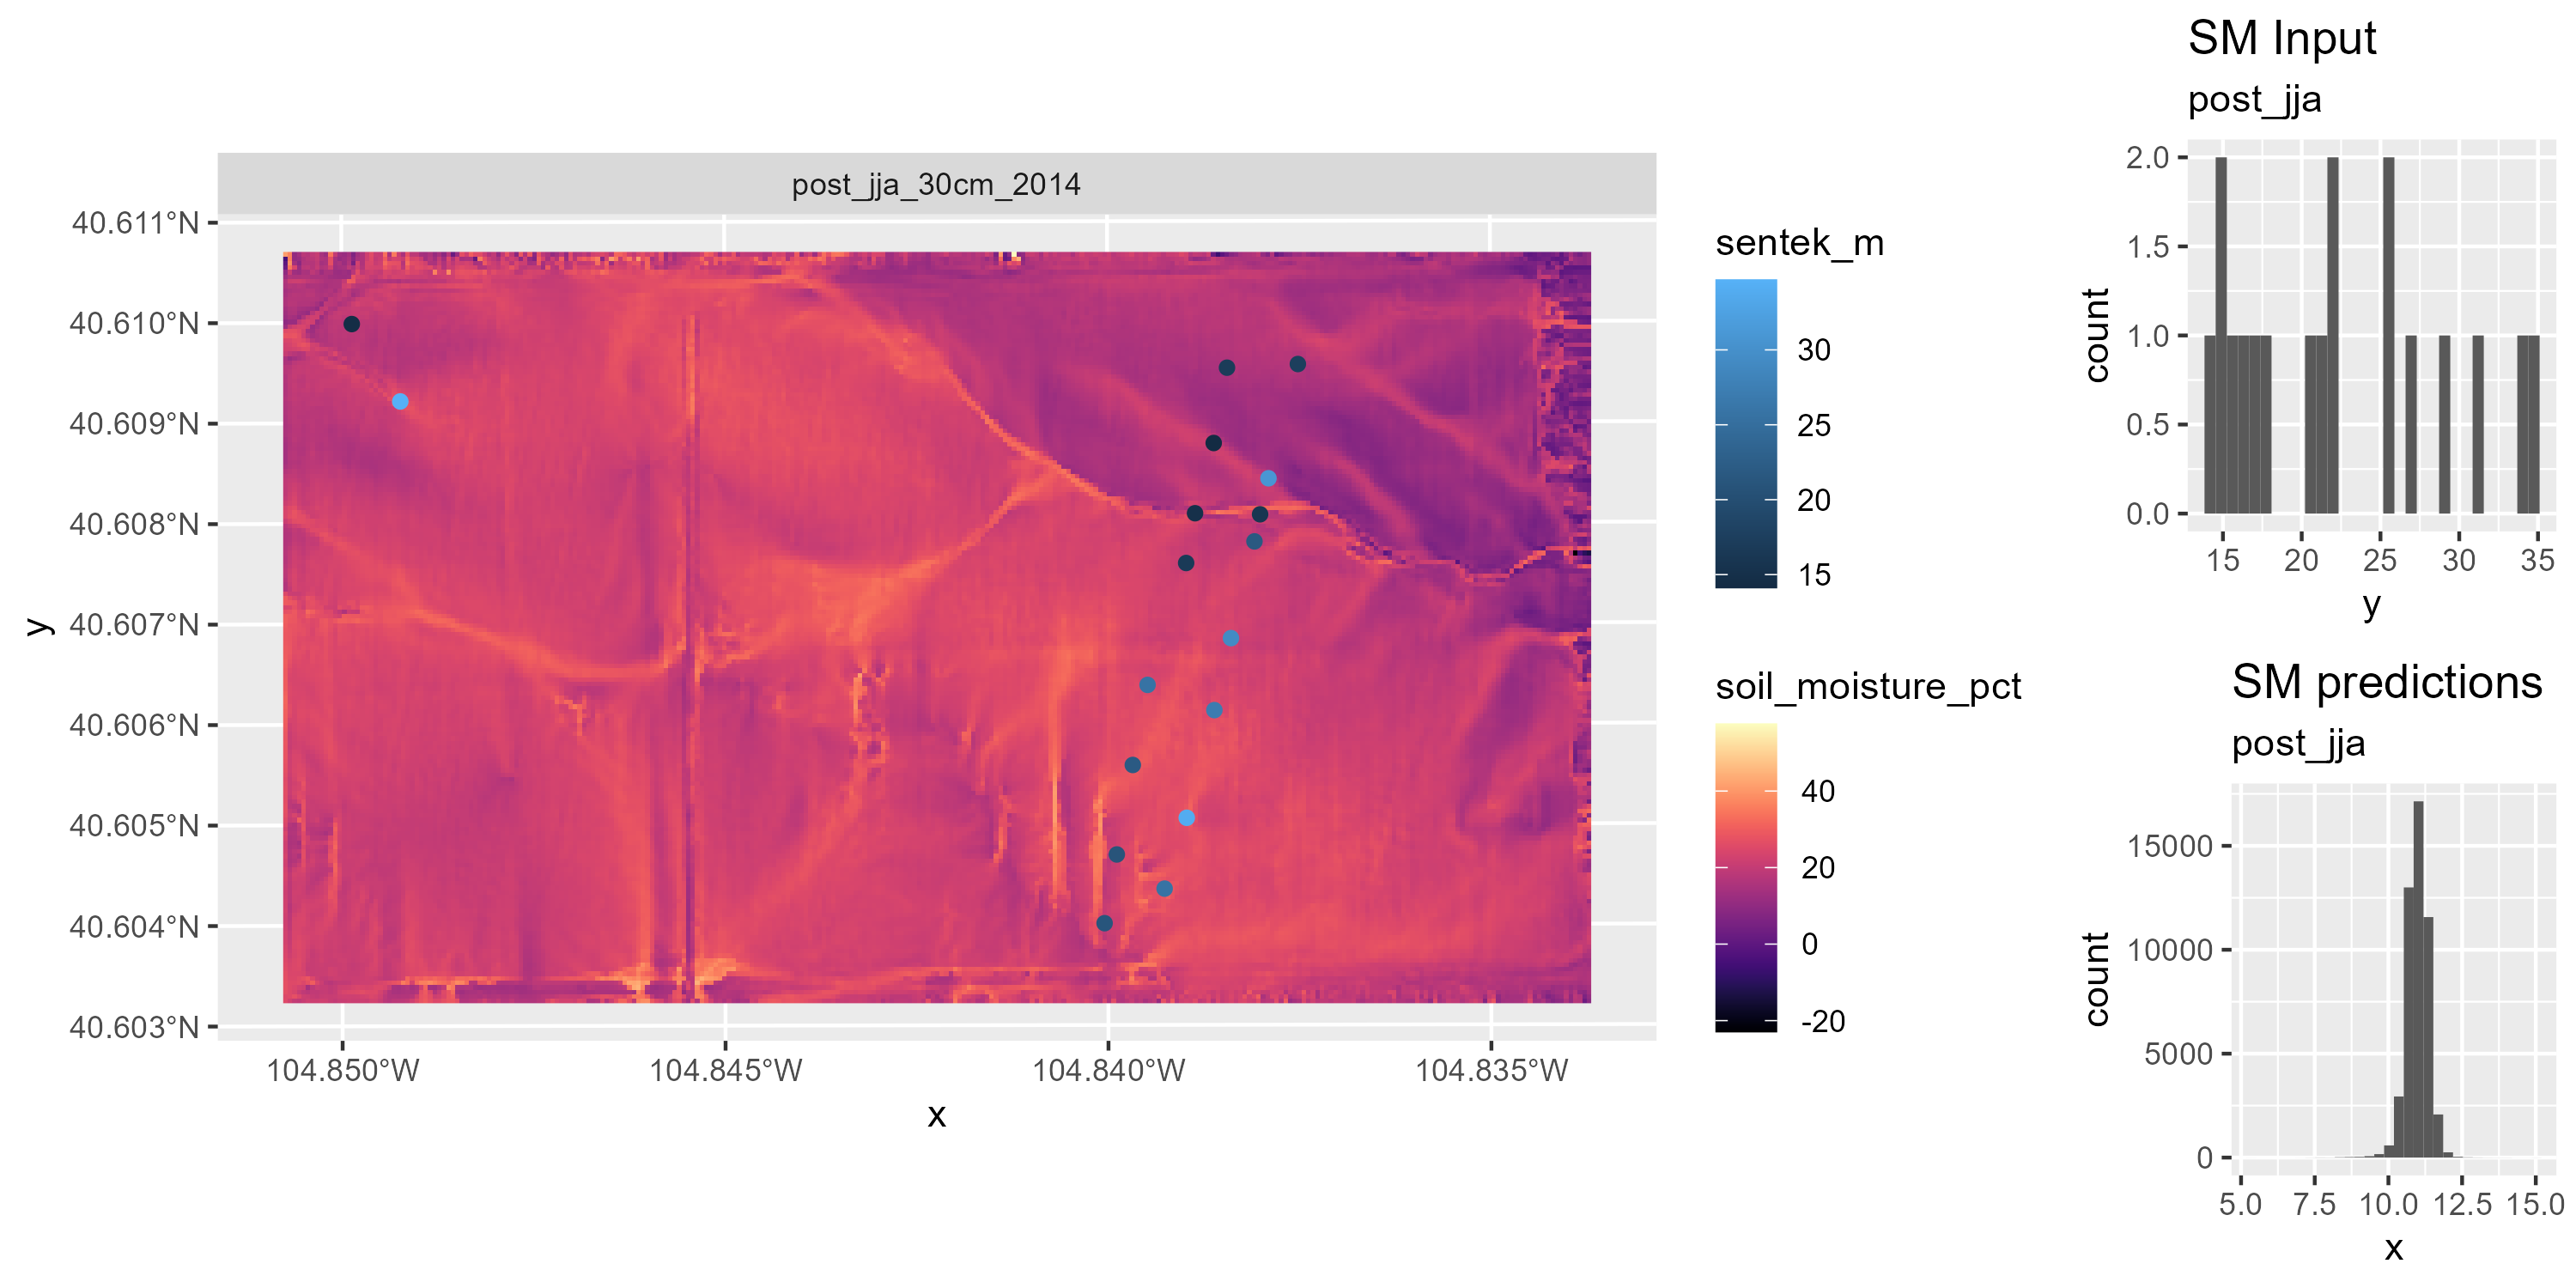 post_jja_30cm_2014
40.611°N
40.610°N
40.609°N
40.608°N
40.607°N
40.606°N
40.605°N
40.604°N
40.603°N
y
104.850°W 104.845°W 104.840°W 104.835°W
x
sentek_m
30
25
20
15
soil_moisture_pct
40
20
0
-20
SM Input
post_jja
2.0
1.5
1.0
0.5
0.0
count
15 20 25 30 35
y
SM predictions
post_jja
15000
10000
5000
0
count
5.0 7.5 10.0 12.5 15.0
x